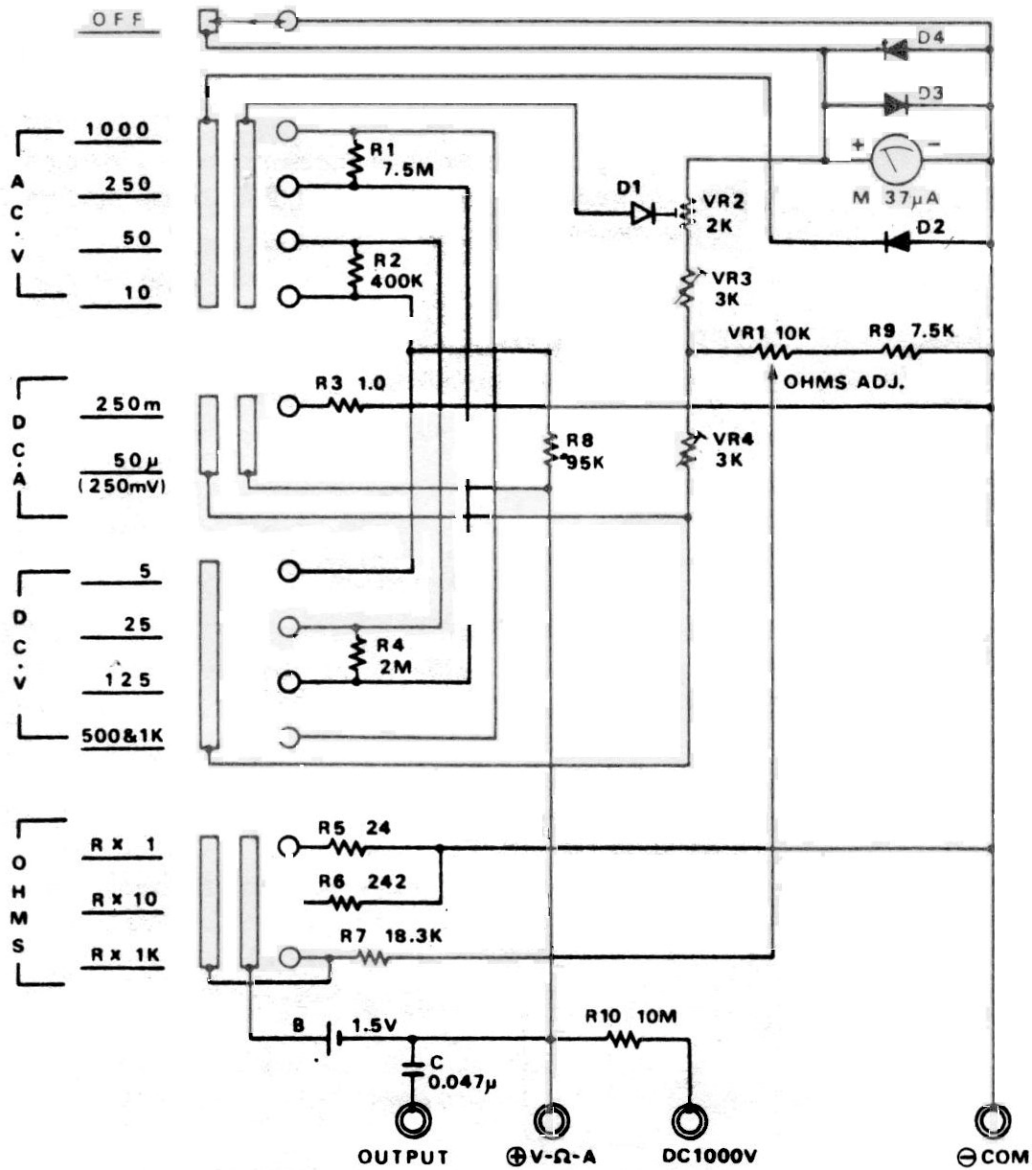 OFF
D4
D3
1000
R1
7.5M
+ -
A
C
·
V
250
D1
VR2
2K
M 37μA
D2
50
R2
400K
10
VR3
3K
VR1 10K
R9 7.5K
OHMS ADJ.
D
C
·
A
250m
R3 1.0
50μ
(250mV)
R8
95K
VR4
3K
D
C
·
V
5
25
R4
2M
125
500&1K
O
H
M
S
R X 1
R5 24
R X 10
R6 242
R X 1K
R7 18.3K
B 1.5V
R10 10M
C
0.047μ
OUTPUT
⊕V-Ω-A
DC1000V
⊖COM